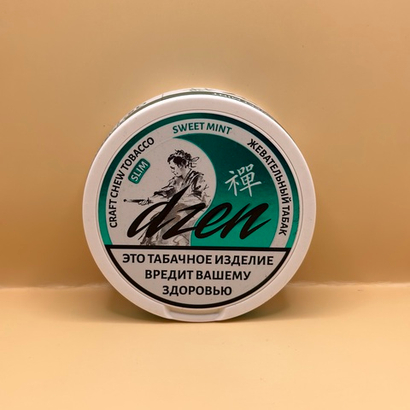 SWEET MINT
CRAFT CHEW TOBACCO
SLIM
ЖЕВАТЕЛЬНЫЙ ТАБАК
禪
dzen
ЭТО ТАБАЧНОЕ ИЗДЕЛИЕ
ВРЕДИТ ВАШЕМУ
ЗДОРОВЬЮ